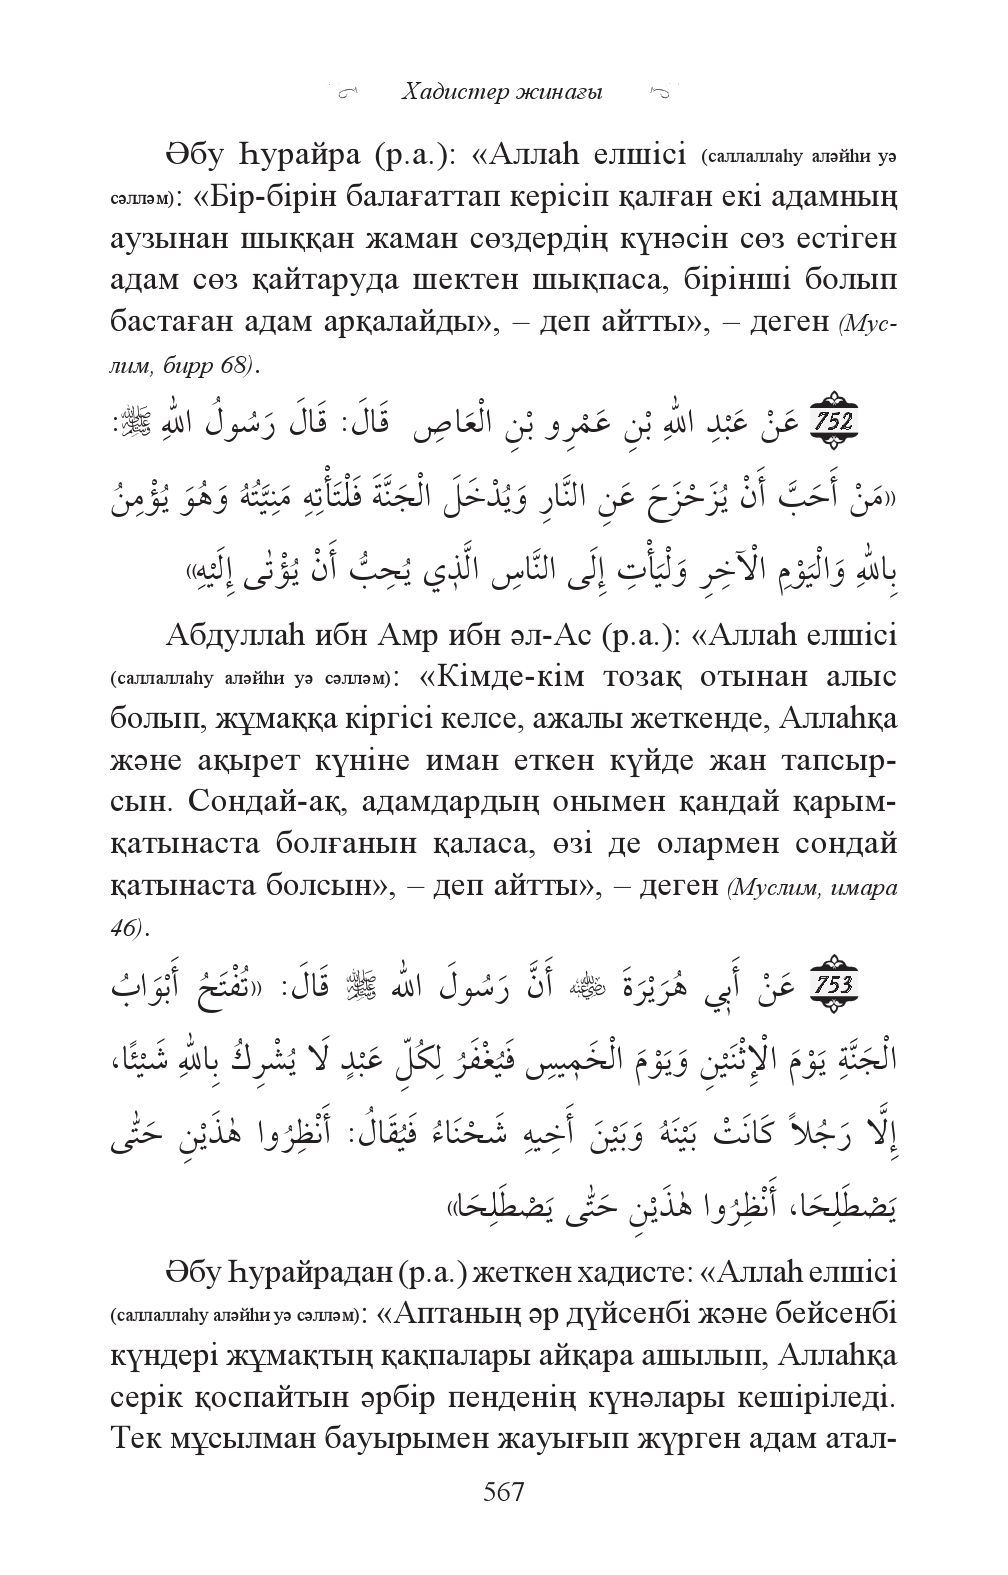 Хадистер жинағы
Әбу Һурайра (р.а.): «Аллаһ елшісі (саллаллаһу аләйһи уә
сәлләм): «Бір-бірін балағаттап керісіп қалған екі адамның
аузынан шыққан жаман сөздердің күнәсін сөз естіген
адам сөз қайтаруда шектен шықпаса, бірінші болып
бастаған адам арқалайды», – деп айтты», – деген (Мус-
лим, бирр 68).
752 عَنْ عَبْدِ اللهِ بْنِ عَمْرِو بْنِ الْعَاصِ قَالَ: قَالَ رَسُولُ اللهِ ﷺ:
«مَنْ أَحَبَّ أَنْ يُزَحْزَحَ عَنِ النَّارِ وَيُدْخَلَ الْجَنَّةَ فَلْتَأْتِهِ مَنِيَّتُهُ وَهُوَ يُؤْمِنُ
بِاللهِ وَالْيَوْمِ الْآخِرِ وَلْيَأْتِ إِلَى النَّاسِ الَّذِي يُحِبُّ أَنْ يُؤْتٰى إِلَيْهِ»
Абдуллаһ ибн Амр ибн әл-Ас (р.а.): «Аллаһ елшісі
(саллаллаһу аләйһи уә сәлләм): «Кімде-кім тозақ отынан алыс
болып, жұмаққа кіргісі келсе, ажалы жеткенде, Аллаһқа
және ақырет күніне иман еткен күйде жан тапсыр-
сын. Сондай-ақ, адамдардың онымен қандай қарым-
қатынаста болғанын қаласа, өзі де олармен сондай
қатынаста болсын», – деп айтты», – деген (Муслим, имара
46).
753 عَنْ أَبِي هُرَيْرَةَ ﷺ أَنَّ رَسُولَ الله ﷺ قَالَ: «تُفْتَحُ أَبْوَابُ
الْجَنَّةِ يَوْمَ الْإِثْنَيْنِ وَيَوْمَ الْخَمِيسِ فَيُغْفَرُ لِكُلِّ عَبْدٍ لَا يُشْرِكُ بِاللهِ شَيْئًا،
إِلَّا رَجُلاً كَانَتْ بَيْنَهُ وَبَيْنَ أَخِيهِ شَحْنَاءُ فَيُقَالُ: أَنْظِرُوا هٰذَيْنِ حَتّٰى
يَصْطَلِحَا، أَنْظِرُوا هٰذَيْنِ حَتّٰى يَصْطَلِحَا»
Әбу Һурайрадан (р.а.) жеткен хадисте: «Аллаһ елшісі
(саллаллаһу аләйһи уә сәлләм): «Аптаның әр дүйсенбі және бейсенбі
күндері жұмақтың қақпалары айқара ашылып, Аллаһқа
серік қоспайтын әрбір пенденің күнәлары кешіріледі.
Тек мұсылман бауырымен жауығып жүрген адам атал-
567